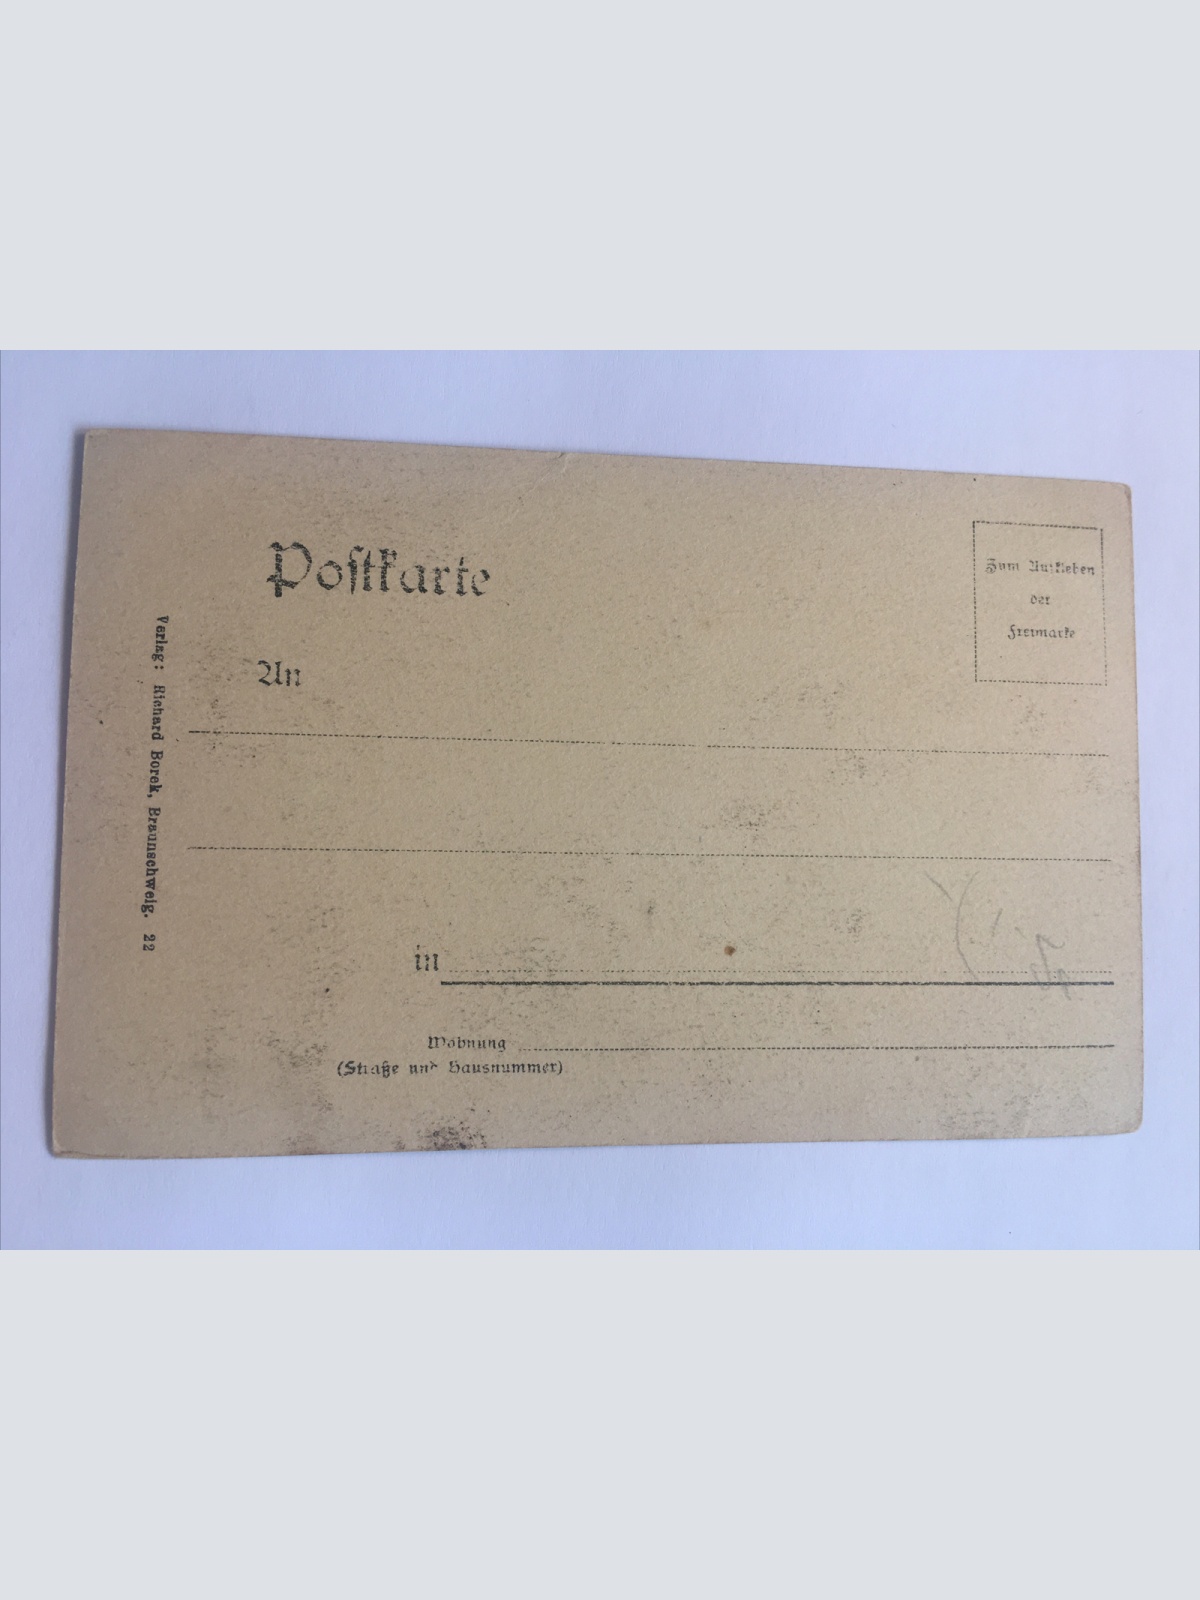 Postkarte
Zum Aufkleben
der
Freimarke
An
in
Wohnung
(Straße und Hausnummer)
Verlag: Richard Borek, Braunschweig. 22